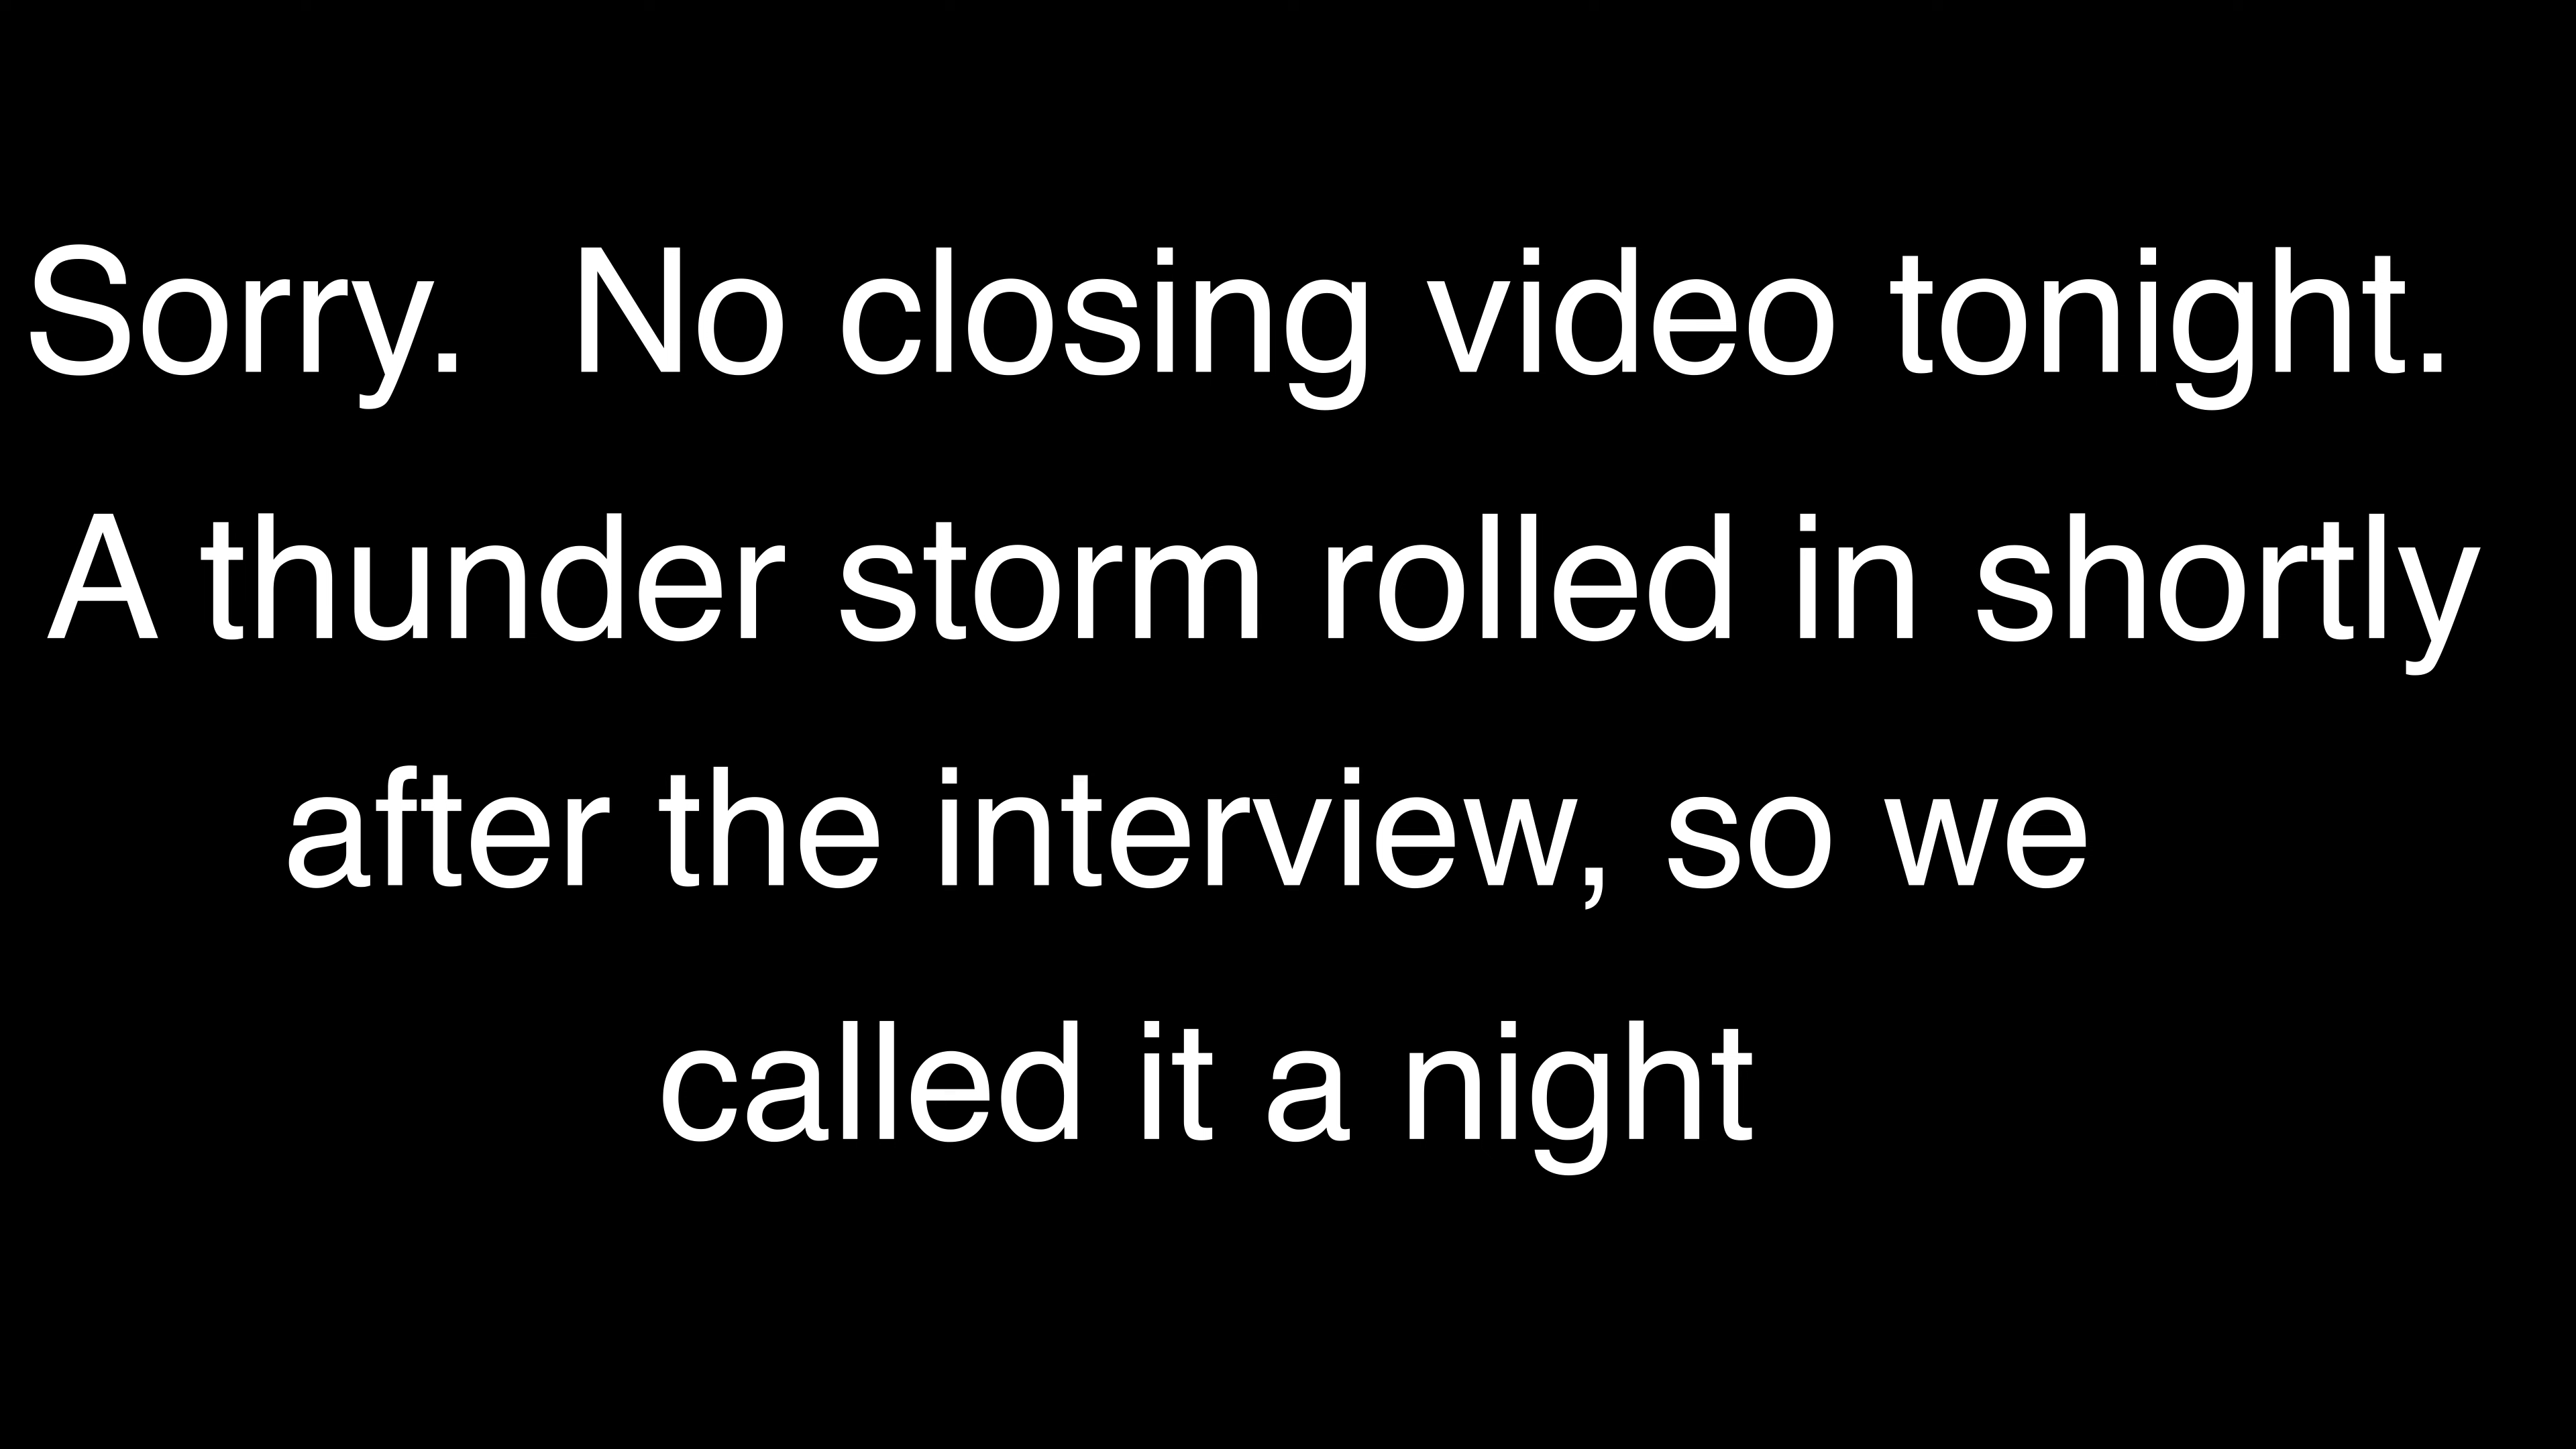 Sorry.  No closing video tonight.
A thunder storm rolled in shortly
after the interview, so we
called it a night